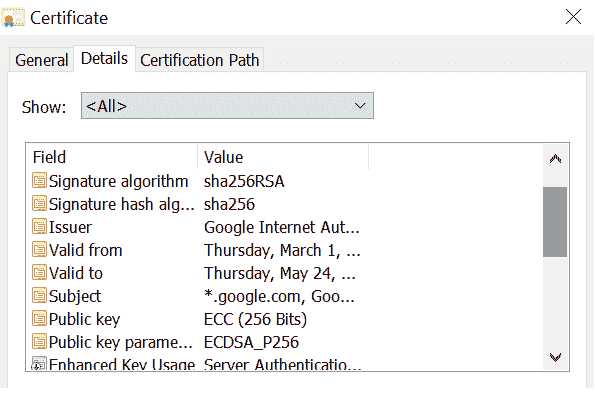 Certificate
General Details Certification Path
Show: <All>
Field Value
Signature algorithm sha256RSA
Signature hash alg... sha256
Issuer Google Internet Aut...
Valid from Thursday, March 1, ...
Valid to Thursday, May 24, ...
Subject *.google.com, Goo...
Public key ECC (256 Bits)
Public key parame... ECDSA_P256
Enhanced Key Usage Server Authenticatio...